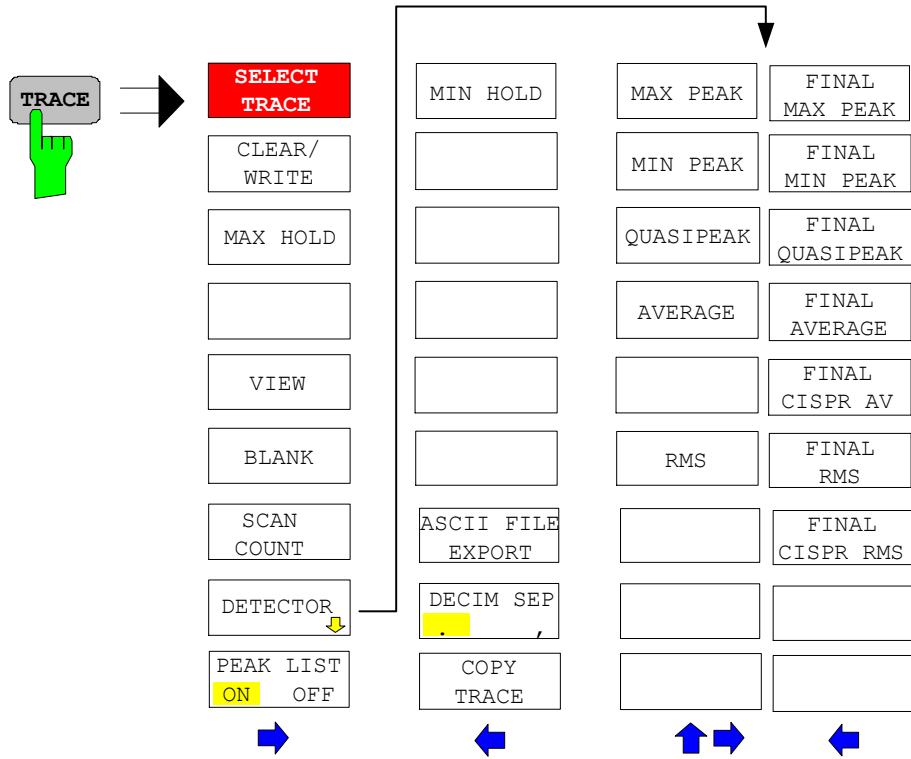 TRACE
SELECT
TRACE
CLEAR/
WRITE
MAX HOLD
VIEW
BLANK
SCAN
COUNT
DETECTOR
PEAK LIST
ON OFF
MIN HOLD
ASCII FILE
EXPORT
DECIM SEP
. ,
COPY
TRACE
MAX PEAK
MIN PEAK
QUASIPEAK
AVERAGE
RMS
FINAL
MAX PEAK
FINAL
MIN PEAK
FINAL
QUASIPEAK
FINAL
AVERAGE
FINAL
CISPR AV
FINAL
RMS
FINAL
CISPR RMS